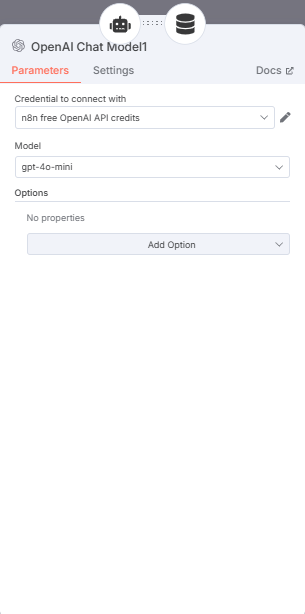 OpenAI Chat Model1
Parameters Settings Docs
Credential to connect with
n8n free OpenAI API credits
Model
gpt-4o-mini
Options
No properties
Add Option